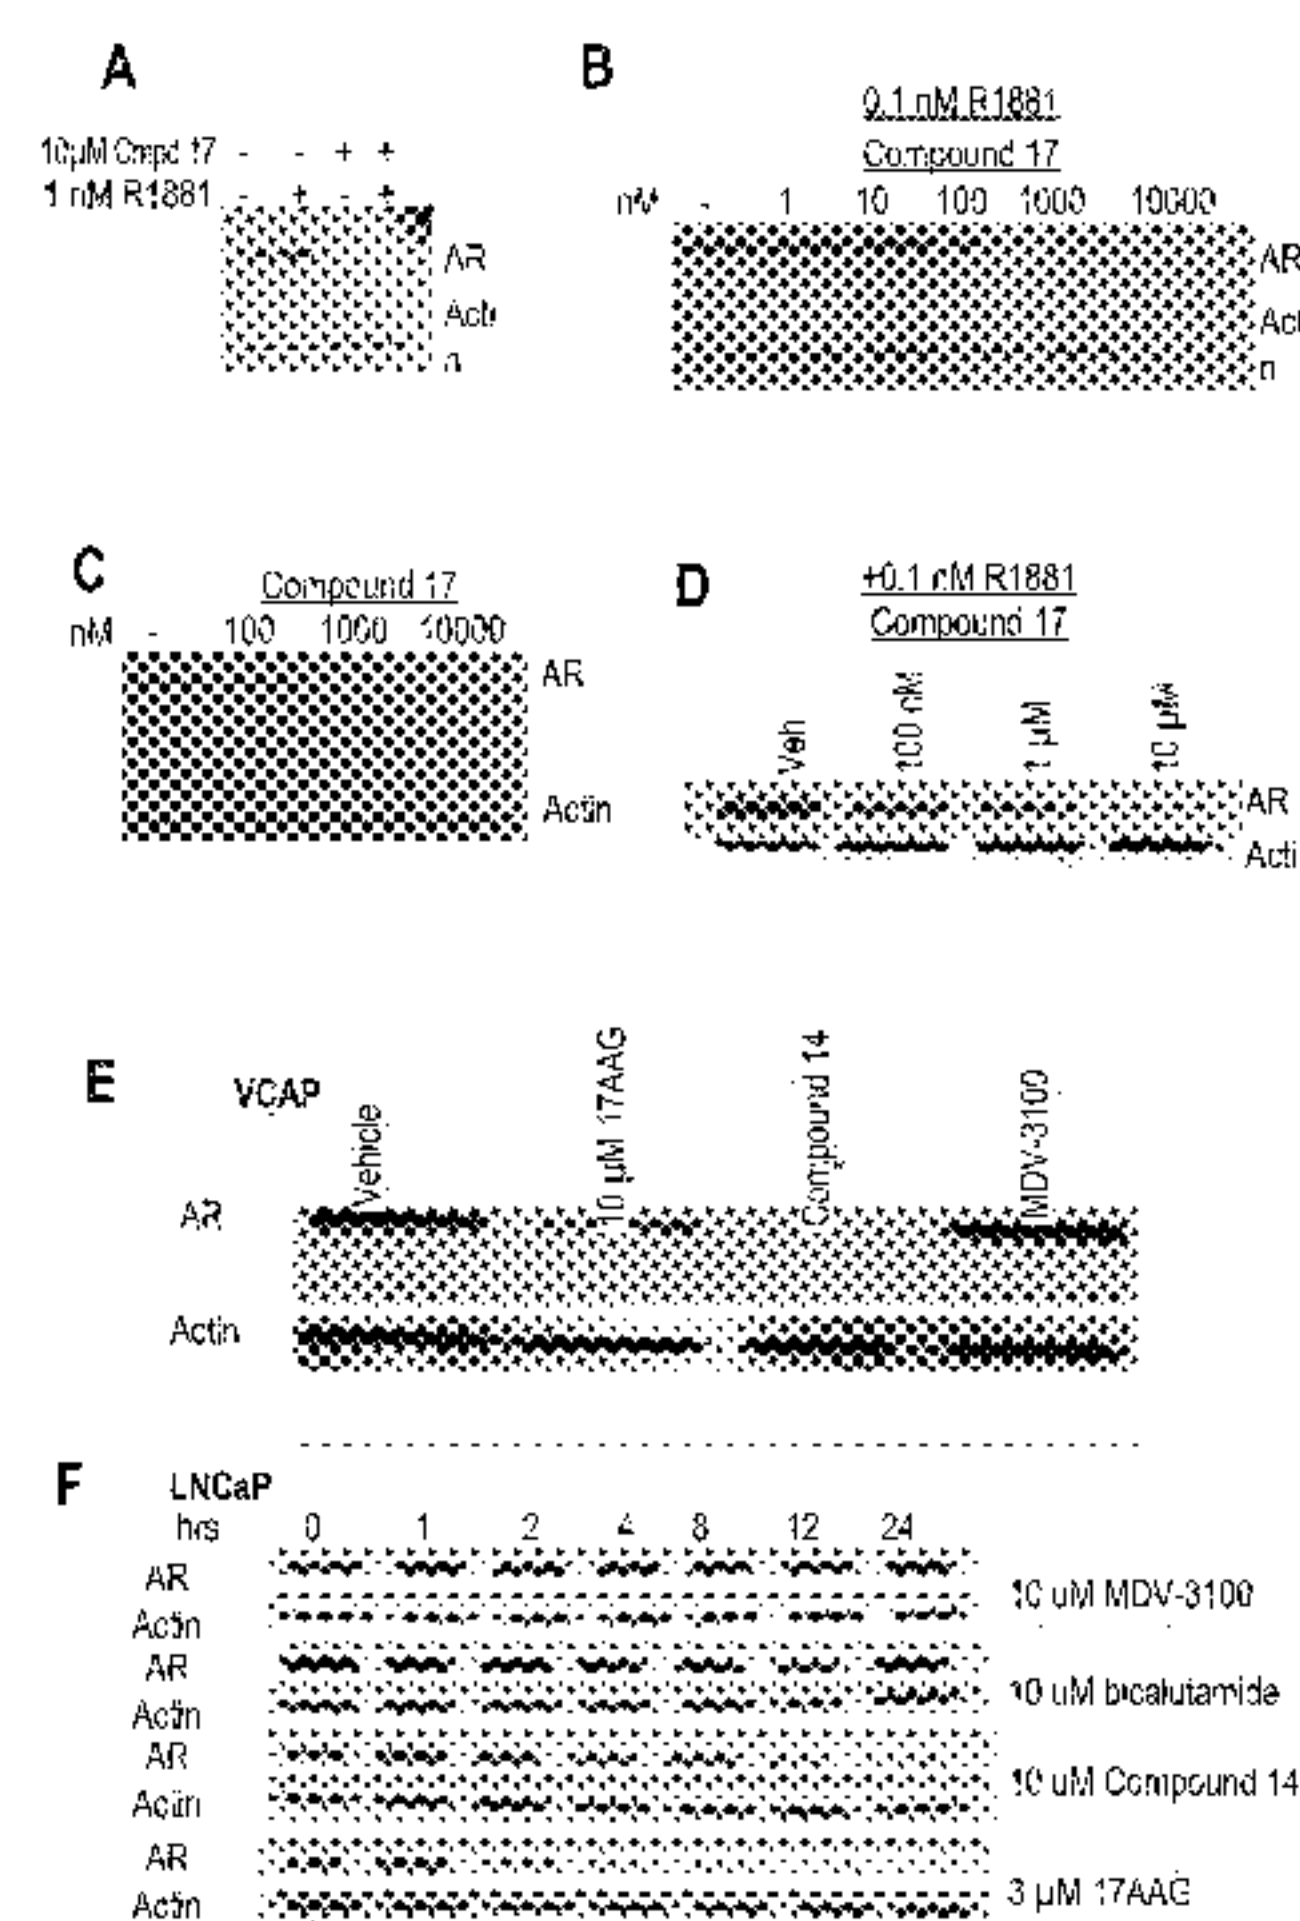 A
10µM Cmpd 17 - - + +
1 nM R1881 - + - +
AR
Acti
n
B
0.1 nM R1881
Compound 17
nM - 1 10 100 1000 10000
AR
Act
n
C
Compound 17
nM - 100 1000 10000
AR
Actin
D
+0.1 nM R1881
Compound 17
Veh 100 nM 1 µM 10 µM
AR
Acti
E
VCAP
Vehicle 10 µM 17AAG Compound 14 MDV-3100
AR
Actin
F
LNCaP
hrs 0 1 2 4 8 12 24
AR
10 uM MDV-3100
Actin
AR
10 uM bicalutamide
Actin
AR
10 uM Compound 14
Actin
AR
3 µM 17AAG
Actin